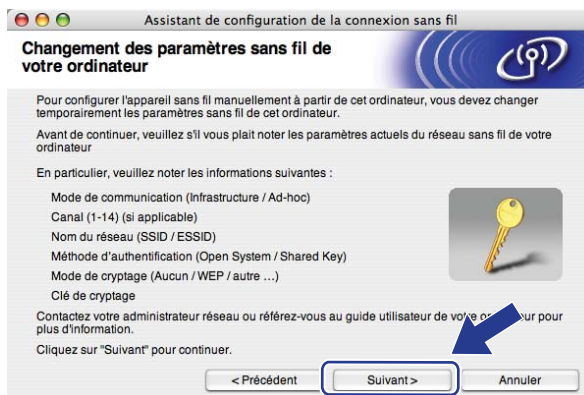 Assistant de configuration de la connexion sans fil
Changement des paramètres sans fil de
votre ordinateur
Pour configurer l'appareil sans fil manuellement à partir de cet ordinateur, vous devez changer
temporairement les paramètres sans fil de cet ordinateur.
Avant de continuer, veuillez s'il vous plait noter les paramètres actuels du réseau sans fil de votre
ordinateur
En particulier, veuillez noter les informations suivantes :
Mode de communication (Infrastructure / Ad-hoc)
Canal (1-14) (si applicable)
Nom du réseau (SSID / ESSID)
Méthode d'authentification (Open System / Shared Key)
Mode de cryptage (Aucun / WEP / autre ...)
Clé de cryptage
Contactez votre administrateur réseau ou référez-vous au guide utilisateur de votre pour
plus d'information.
Cliquez sur "Suivant" pour continuer.
< Précédent Suivant > Annuler